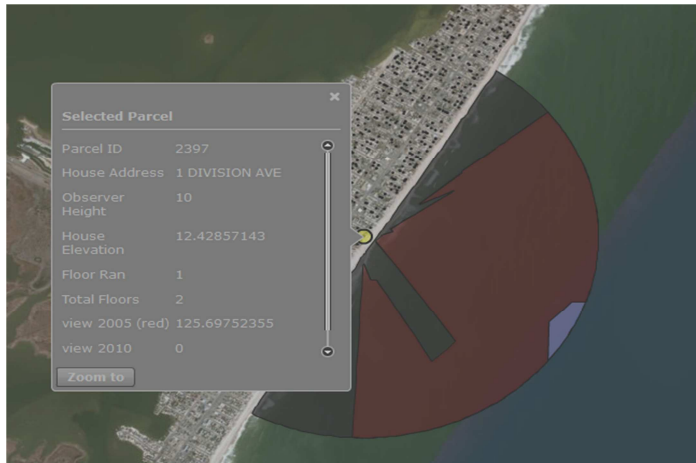 Selected Parcel
Parcel ID 2397
House Address 1 DIVISION AVE
Observer
Height 10
House
Elevation 12.42857143
Floor Ran 1
Total Floors 2
view 2005 (red) 125.69752355
view 2010 0
Zoom to